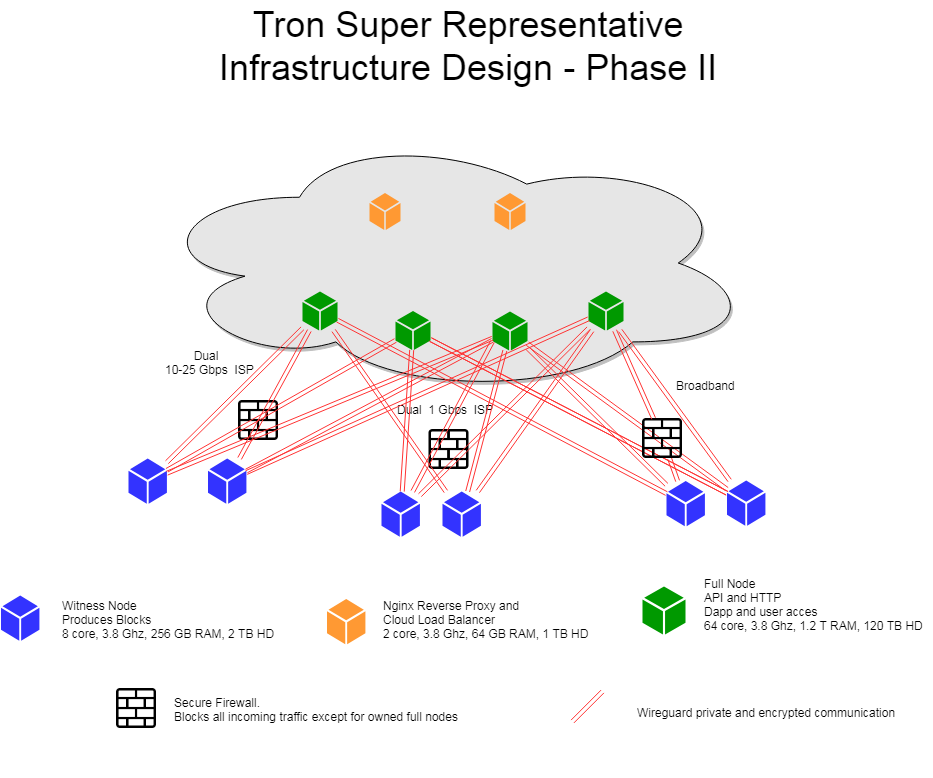 Tron Super Representative
Infrastructure Design - Phase II
Dual
10-25 Gbps ISP
Broadband
Dual 1 Gbps ISP
Witness Node
Produces Blocks
8 core, 3.8 Ghz, 256 GB RAM, 2 TB HD
Nginx Reverse Proxy and
Cloud Load Balancer
2 core, 3.8 Ghz, 64 GB RAM, 1 TB HD
Full Node
API and HTTP
Dapp and user acces
64 core, 3.8 Ghz, 1.2 T RAM, 120 TB HD
Secure Firewall.
Blocks all incoming traffic except for owned full nodes
Wireguard private and encrypted communication